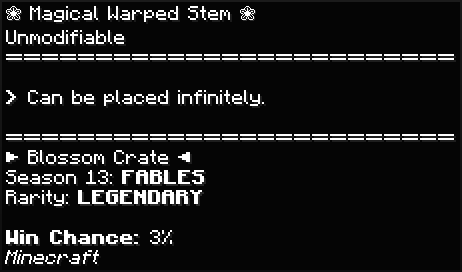 ❀ Magical Warped Stem ❀
Unmodifiable
===================================
> Can be placed infinitely.
===================================
► Blossom Crate ◄
Season 13: FABLES
Rarity: LEGENDARY
Win Chance: 3%
Minecraft